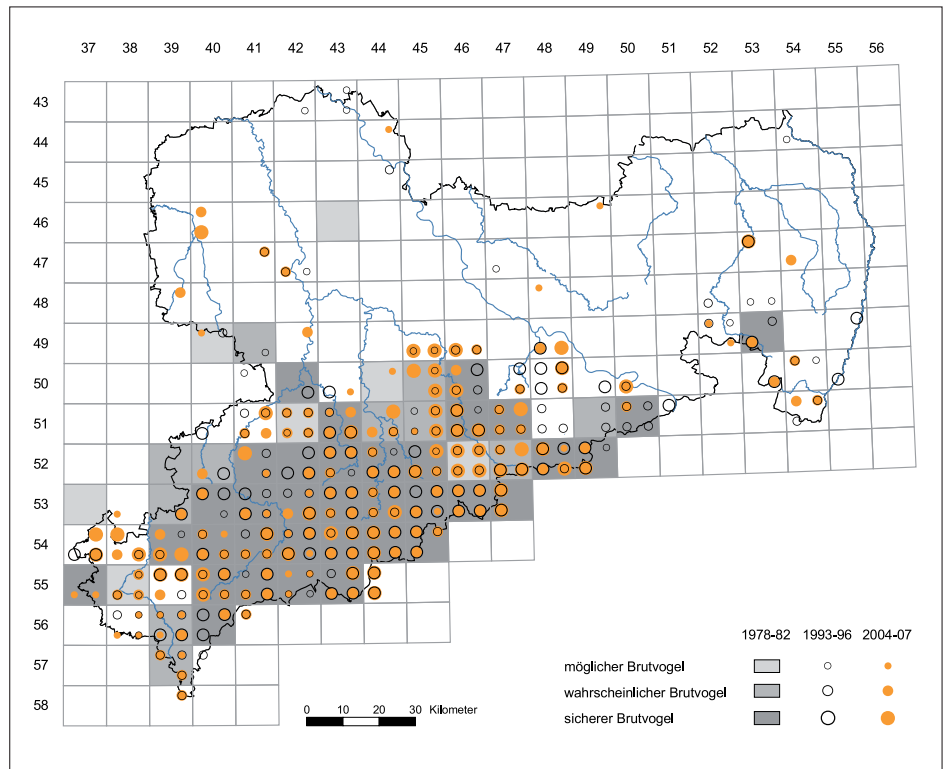 37 38 39 40 41 42 43 44 45 46 47 48 49 50 52 53 54 55 56
43
44
45
46
47
48
49
50
51
52
53
54
55
56
57
58
1978-82 1993-96 2004-07
möglicher Brutvogel
wahrscheinlicher Brutvogel
sicherer Brutvogel
0 10 20 30 Kilometer